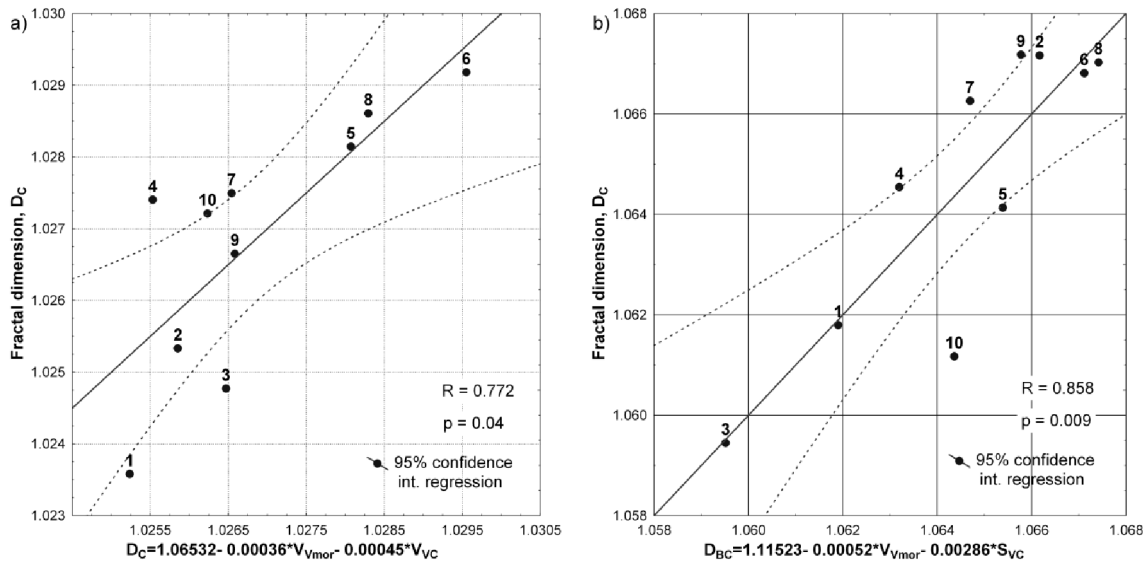 a)
Fractal dimension, D_C
1.030
1.029
1.028
1.027
1.026
1.025
1.024
1.023
6
8
5
4
10
7
9
2
3
1
R = 0.772
p = 0.04
95% confidence
int. regression
1.0255 1.0265 1.0275 1.0285 1.0295 1.0305
D_C=1.06532- 0.00036*V_Vmor- 0.00045*V_VC
b)
Fractal dimension, D_C
1.068
1.066
1.064
1.062
1.060
1.058
9 2
8
6
7
4
5
1
10
3
R = 0.858
p = 0.009
95% confidence
int. regression
1.058 1.060 1.062 1.064 1.066 1.068
D_BC=1.11523- 0.00052*V_Vmor- 0.00286*S_VC